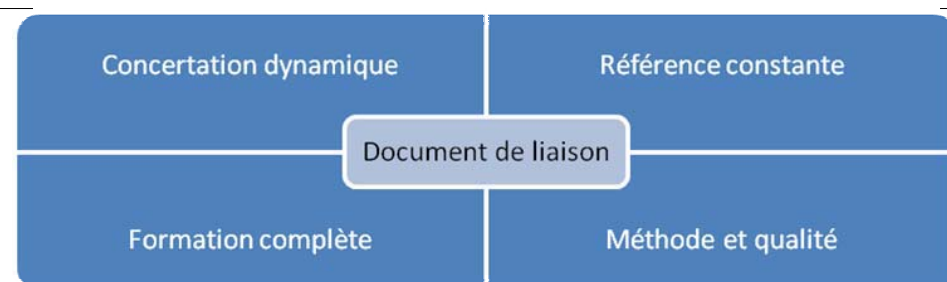 Concertation dynamique
Référence constante
Document de liaison
Formation complète
Méthode et qualité